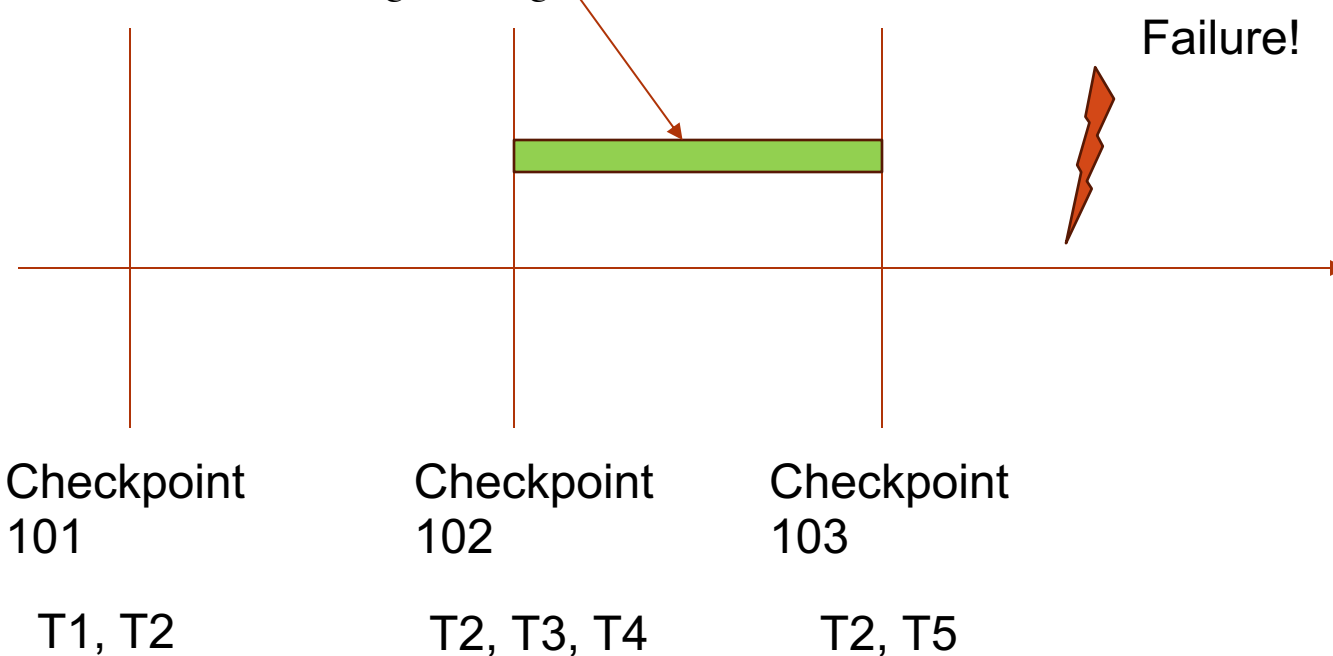 Failure!
Checkpoint
101
Checkpoint
102
Checkpoint
103
T1, T2
T2, T3, T4
T2, T5